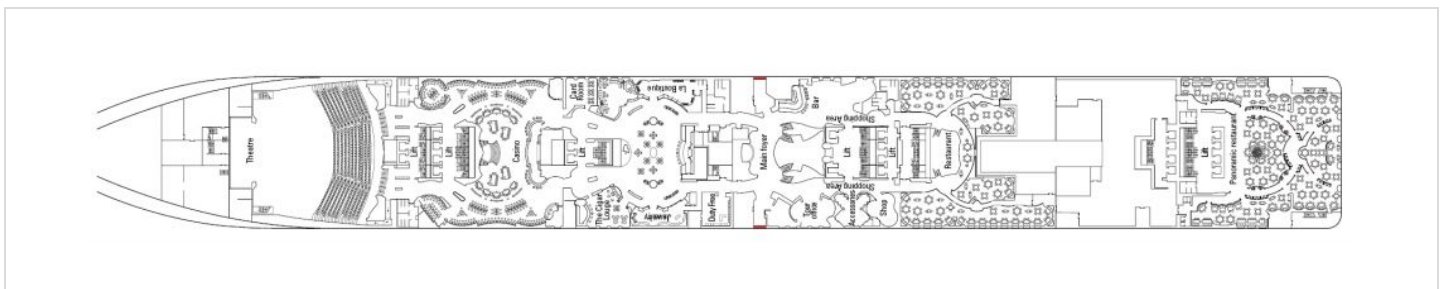 Theatre
Lift
Lift
Casino
Card
Room
Lift
The Cigar
Lounge
La Boutique
Jewelry
Duty Free
Main foyer
Bar
Shopping Area
Lift
Lift
Shopping Area
Tour
office
Accessories
Shop
Restaurant
Lift
Panoramic restaurant